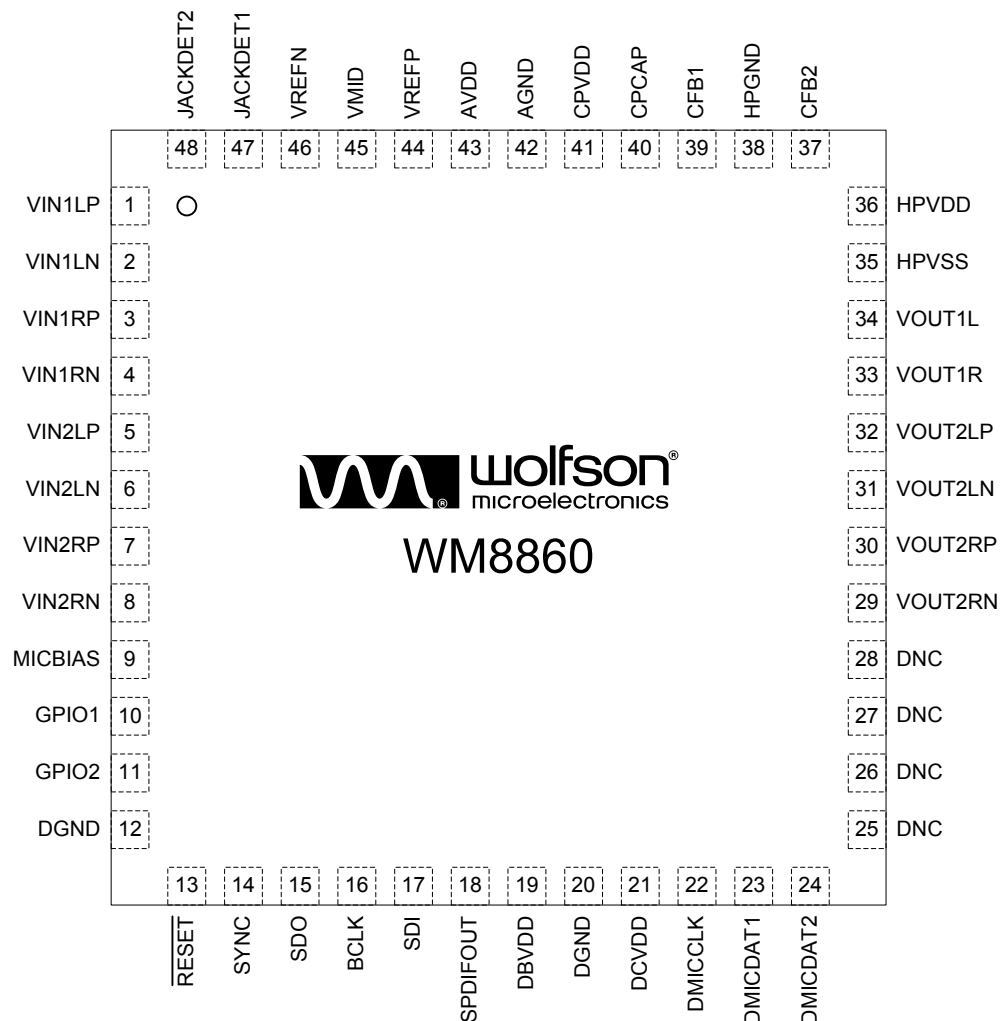 JACKDET2 JACKDET1 VREFN VMID VREFP AVDD AGND CPVDD CPCAP CFB1 HPGND CFB2
48 47 46 45 44 43 42 41 40 39 38 37
VIN1LP 1 36 HPVDD
VIN1LN 2 35 HPVSS
VIN1RP 3 34 VOUT1L
VIN1RN 4 33 VOUT1R
VIN2LP 5 32 VOUT2LP
VIN2LN 6 31 VOUT2LN
VIN2RP 7 30 VOUT2RP
VIN2RN 8 29 VOUT2RN
MICBIAS 9 28 DNC
GPIO1 10 27 DNC
GPIO2 11 26 DNC
DGND 12 25 DNC
wolfson®
® microelectronics
WM8860
13 14 15 16 17 18 19 20 21 22 23 24
RESET SYNC SDO BCLK SDI SPDIFOUT DBVDD DGND DCVDD DMICCLK DMICDAT1 DMICDAT2